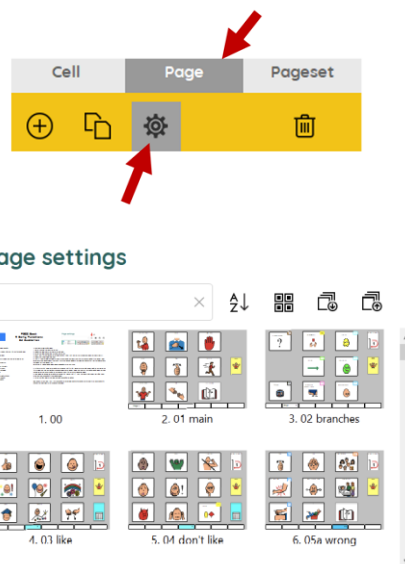 Cell Page Pageset
age settings
A
Z
1. 00
2. 01 main
3. 02 branches
4. 03 like
5. 04 don't like
6. 05a wrong